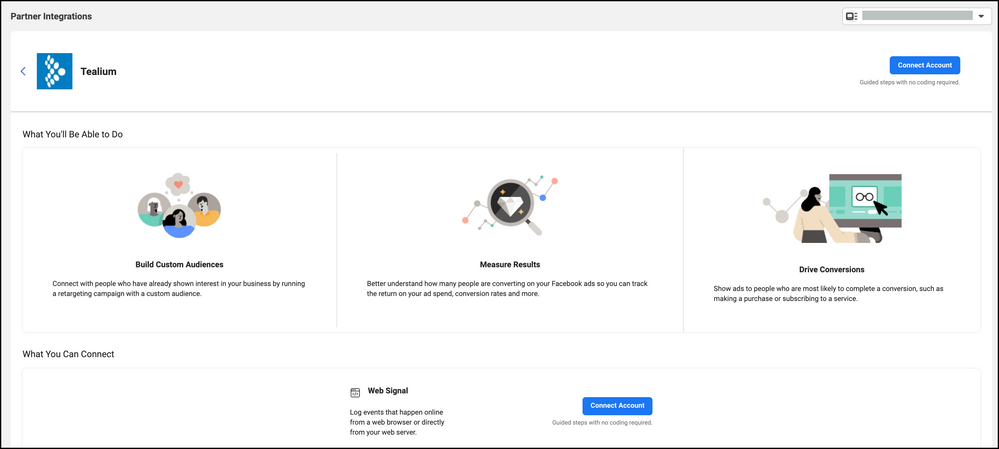 Partner Integrations
Tealium
Connect Account
Guided steps with no coding required.
What You'll Be Able to Do
Build Custom Audiences
Connect with people who have already shown interest in your business by running
a retargeting campaign with a custom audience.
Measure Results
Better understand how many people are converting on your Facebook ads so you can track
the return on your ad spend, conversion rates and more.
Drive Conversions
Show ads to people who are most likely to complete a conversion, such as
making a purchase or subscribing to a service.
What You Can Connect
Web Signal
Log events that happen online
from a web browser or directly
from your web server.
Connect Account
Guided steps with no coding required.